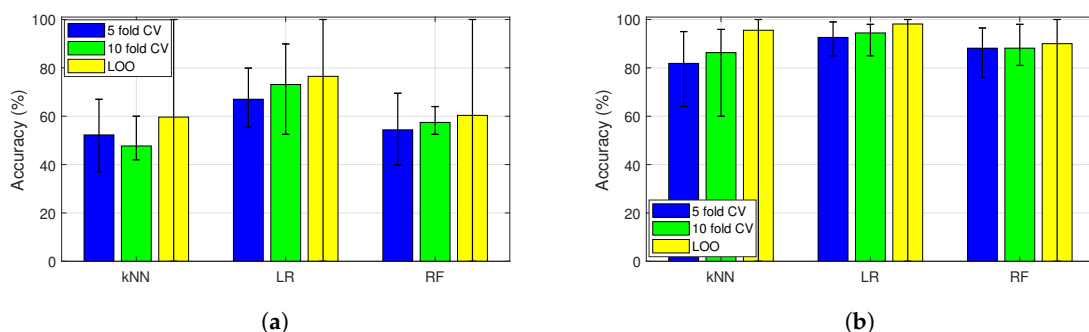 100
80
60
40
20
0
Accuracy (%)
5 fold CV
10 fold CV
LOO
kNN
LR
RF
(a)
100
80
60
40
20
0
Accuracy (%)
5 fold CV
10 fold CV
LOO
kNN
LR
RF
(b)